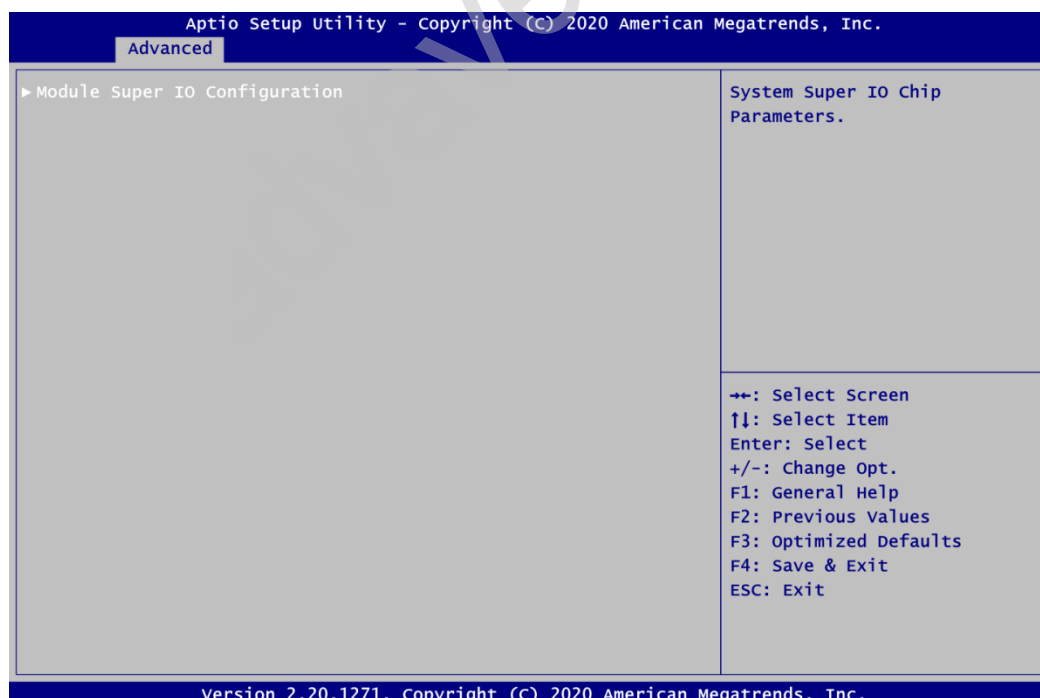 Aptio Setup Utility – Copyright (C) 2020 American Megatrends, Inc.
Advanced
►Module Super IO Configuration
System Super IO Chip
Parameters.
→←: Select Screen
↑↓: Select Item
Enter: Select
+/-: Change Opt.
F1: General Help
F2: Previous Values
F3: Optimized Defaults
F4: Save & Exit
ESC: Exit
Version 2.20.1271. Copyright (C) 2020 American Megatrends, Inc.